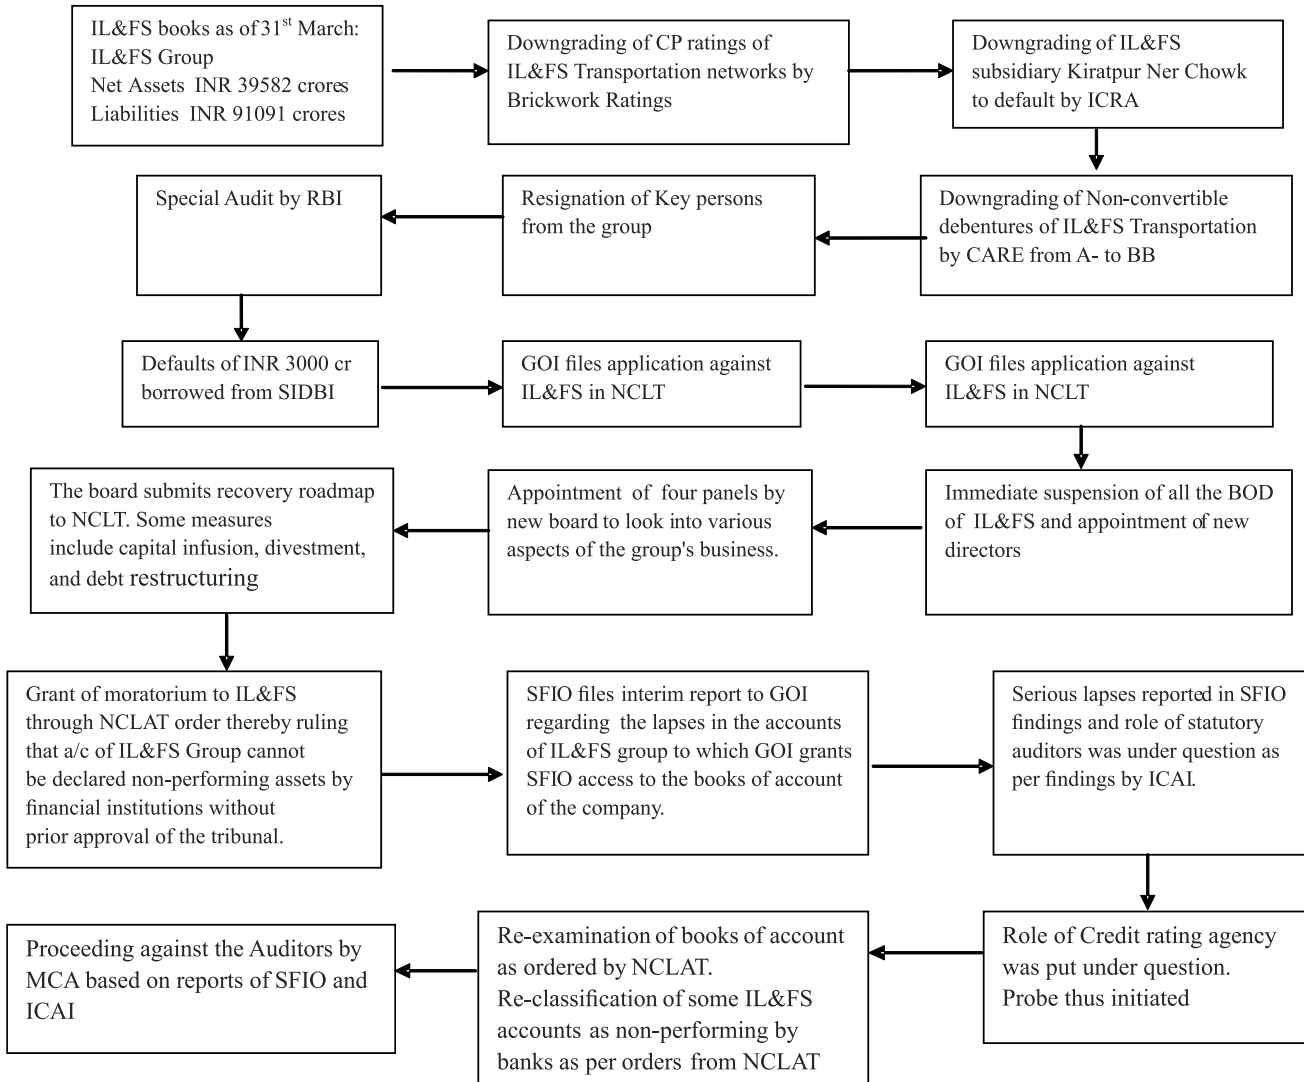 IL&FS books as of 31st March:
IL&FS Group
Net Assets INR 39582 crores
Liabilities INR 91091 crores
Downgrading of CP ratings of
IL&FS Transportation networks by
Brickwork Ratings
Downgrading of IL&FS
subsidiary Kiratpur Ner Chowk
to default by ICRA
Downgrading of Non-convertible
debentures of IL&FS Transportation
by CARE from A- to BB
Resignation of Key persons
from the group
Special Audit by RBI
Defaults of INR 3000 cr
borrowed from SIDBI
GOI files application against
IL&FS in NCLT
GOI files application against
IL&FS in NCLT
Immediate suspension of all the BOD
of IL&FS and appointment of new
directors
Appointment of four panels by
new board to look into various
aspects of the group's business.
The board submits recovery roadmap
to NCLT. Some measures
include capital infusion, divestment,
and debt restructuring
Grant of moratorium to IL&FS
through NCLAT order thereby ruling
that a/c of IL&FS Group cannot
be declared non-performing assets by
financial institutions without
prior approval of the tribunal.
SFIO files interim report to GOI
regarding the lapses in the accounts
of IL&FS group to which GOI grants
SFIO access to the books of account
of the company.
Serious lapses reported in SFIO
findings and role of statutory
auditors was under question as
per findings by ICAI.
Role of Credit rating agency
was put under question.
Probe thus initiated
Re-examination of books of account
as ordered by NCLAT.
Re-classification of some IL&FS
accounts as non-performing by
banks as per orders from NCLAT
Proceeding against the Auditors by
MCA based on reports of SFIO and
ICAI